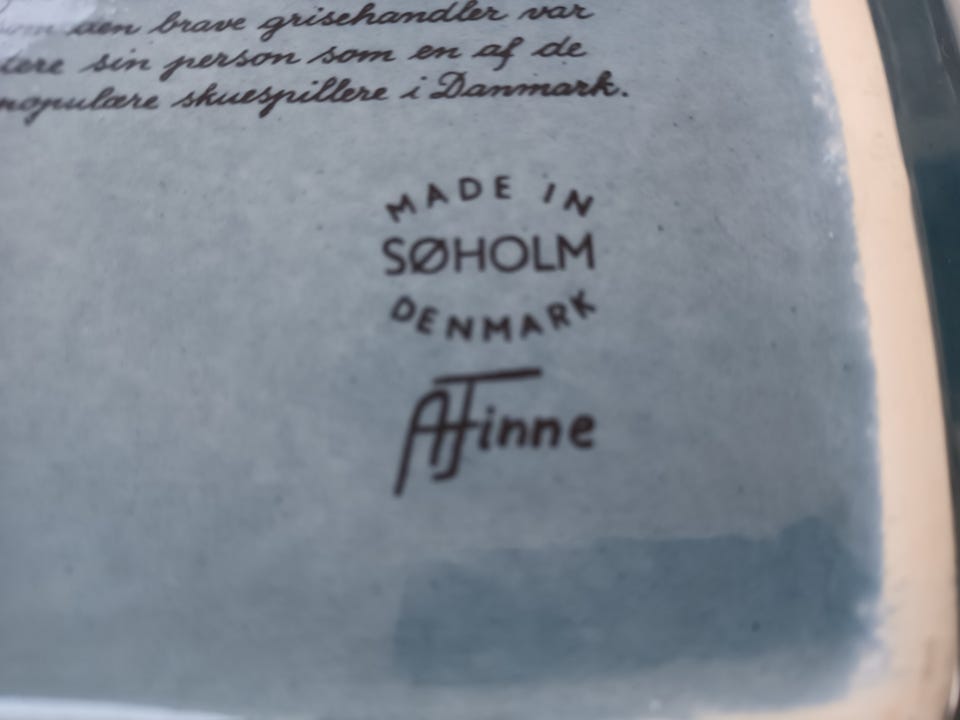 den brave grisehandler var
sin person som en af de
populære skuespillere i Danmark.
MADE IN
SØHOLM
DENMARK
AFinne